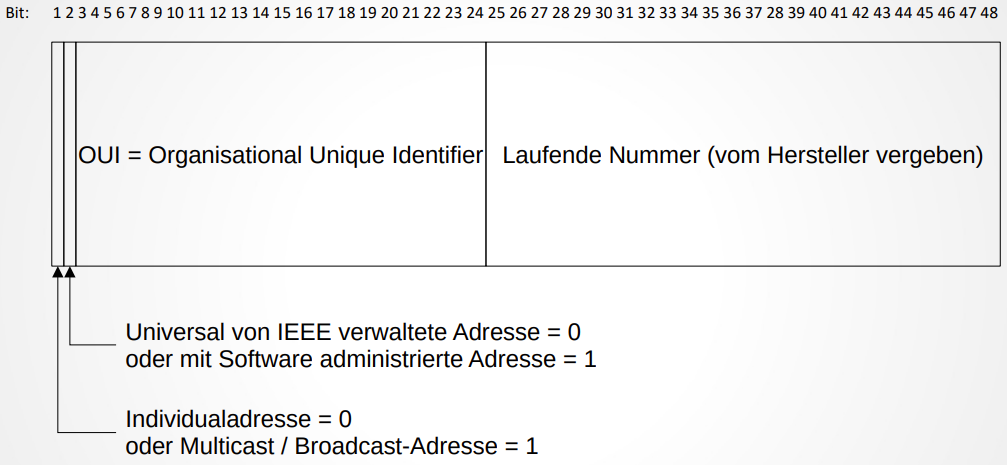 Bit: 1 2 3 4 5 6 7 8 9 10 11 12 13 14 15 16 17 18 19 20 21 22 23 24 25 26 27 28 29 30 31 32 33 34 35 36 37 28 39 40 41 42 43 44 45 46 47 48
OUI = Organisational Unique Identifier Laufende Nummer (vom Hersteller vergeben)
Universal von IEEE verwaltete Adresse = 0
oder mit Software administrierte Adresse = 1
Individualadresse = 0
oder Multicast / Broadcast-Adresse = 1